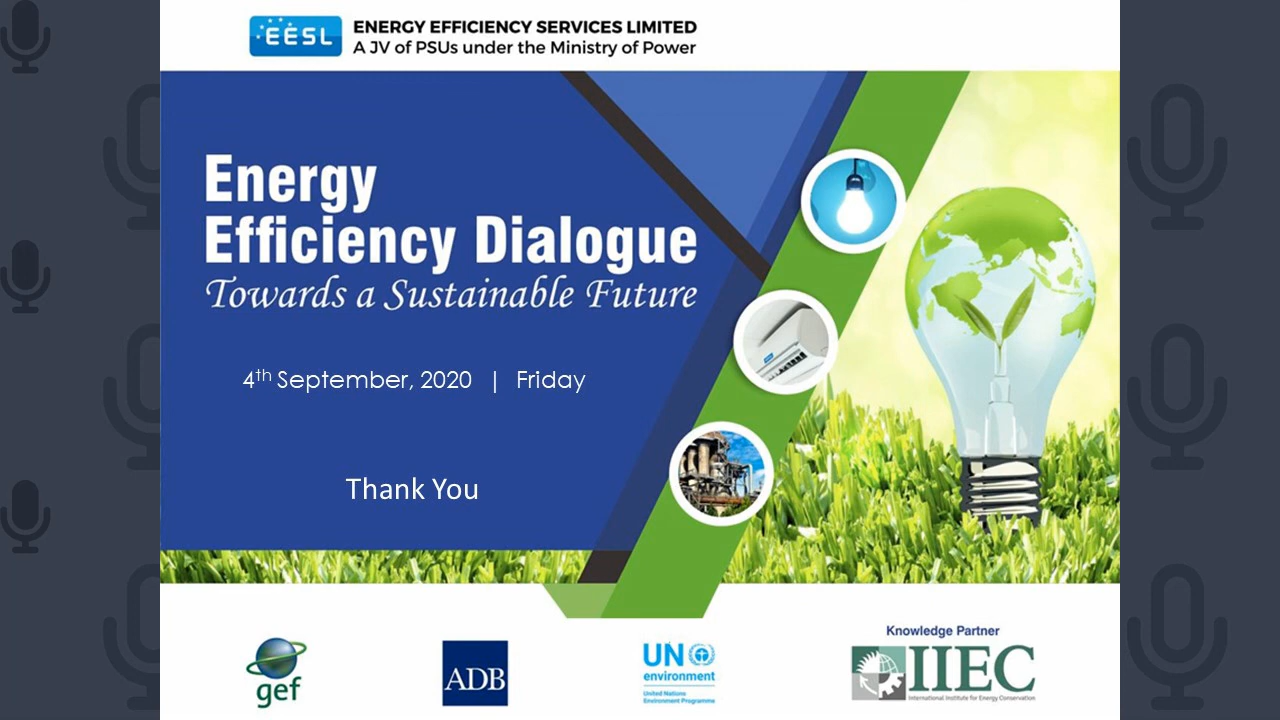 EESL
ENERGY EFFICIENCY SERVICES LIMITED
A JV of PSUs under the Ministry of Power
Energy
Efficiency Dialogue
Towards a Sustainable Future
4th September, 2020 | Friday
Thank You
gef
ADB
UN
environment
United Nations
Environment Programme
Knowledge Partner
IIEC
International Institute for Energy Conservation